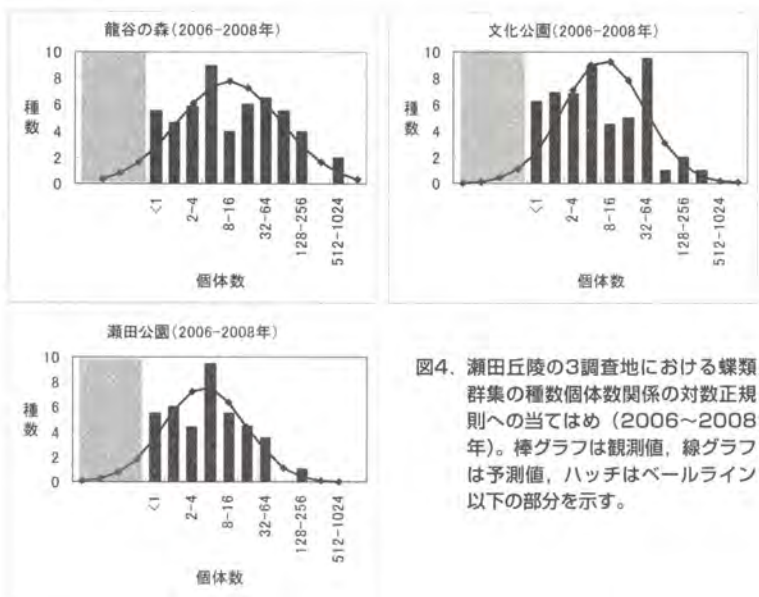 龍谷の森(2006-2008年)
10
8
6
4
2
0
種数
<1
2-4
8-16
32-64
128-256
512-1024
個体数
文化公園(2006-2008年)
10
8
6
4
2
0
種数
<1
2-4
8-16
32-64
128-256
512-1024
個体数
瀬田公園(2006-2008年)
10
8
6
4
2
0
種数
<1
2-4
8-16
32-64
128-256
512-1024
個体数
図4. 瀬田丘陵の3調査地における蝶類
群集の種数個体数関係の対数正規
則への当てはめ（2006〜2008
年）。棒グラフは観測値，線グラフ
は予測値，ハッチはベールライン
以下の部分を示す。